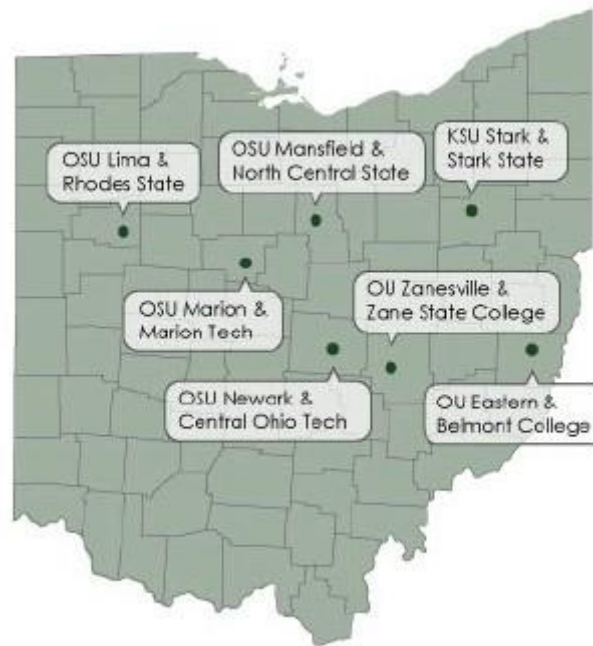 OSU Lima &
Rhodes State
OSU Mansfield &
North Central State
KSU Stark &
Stark State
OSU Marion &
Marion Tech
OU Zanesville &
Zane State College
OSU Newark &
Central Ohio Tech
OU Eastern &
Belmont College